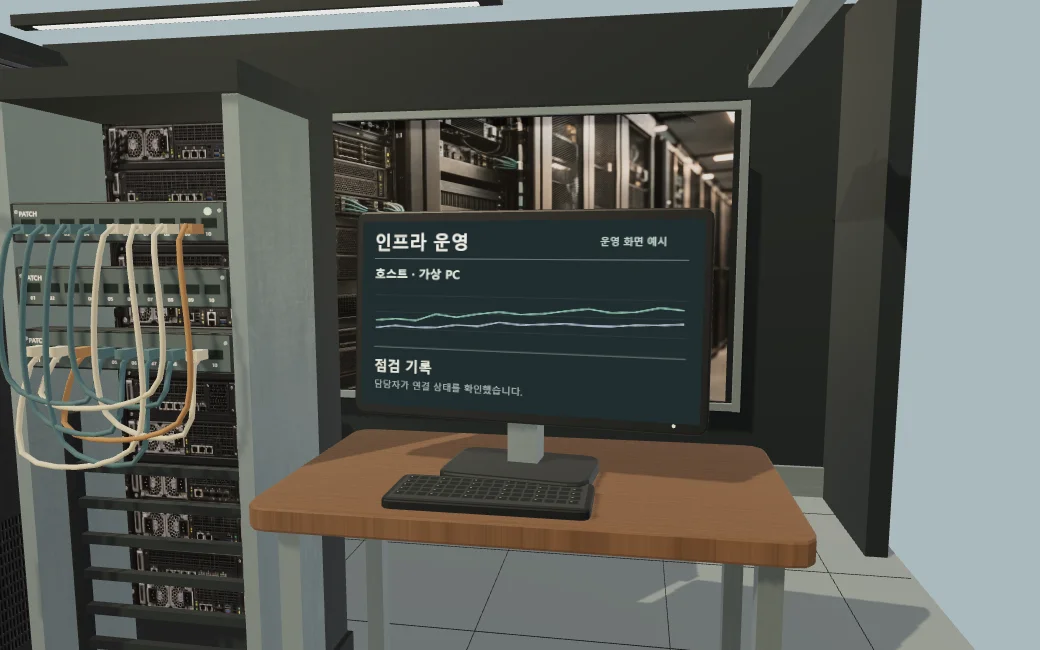 인프라 운영
운영 화면 예시
호스트 · 가상 PC
점검 기록
담당자가 연결 상태를 확인했습니다.
PATCH
PATCH
PATCH